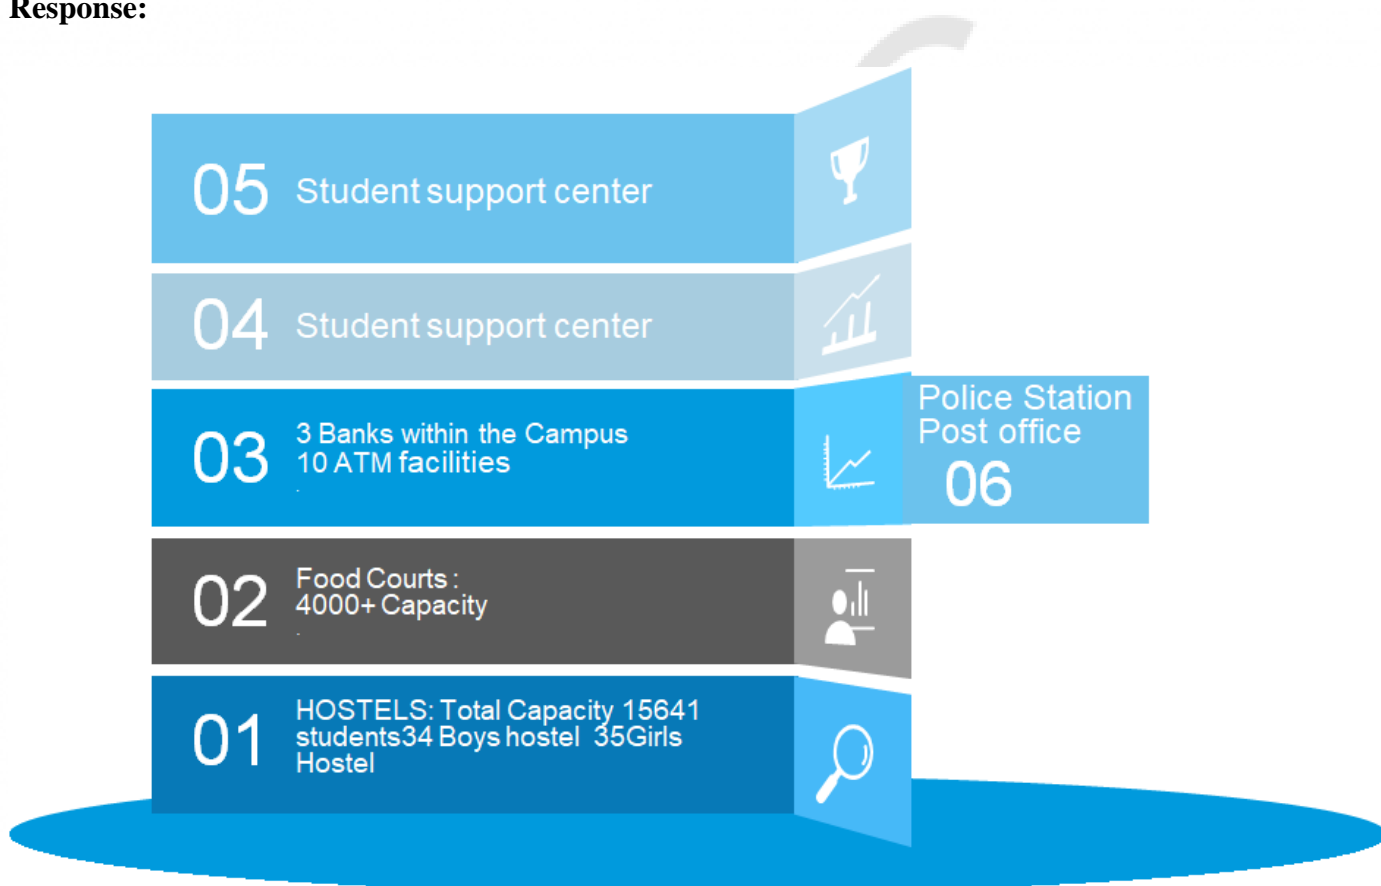 Response:
05 Student support center
04 Student support center
03 3 Banks within the Campus
10 ATM facilities
.
Police Station
Post office
06
02 Food Courts :
4000+ Capacity
.
01 HOSTELS: Total Capacity 15641
students34 Boys hostel 35Girls
Hostel